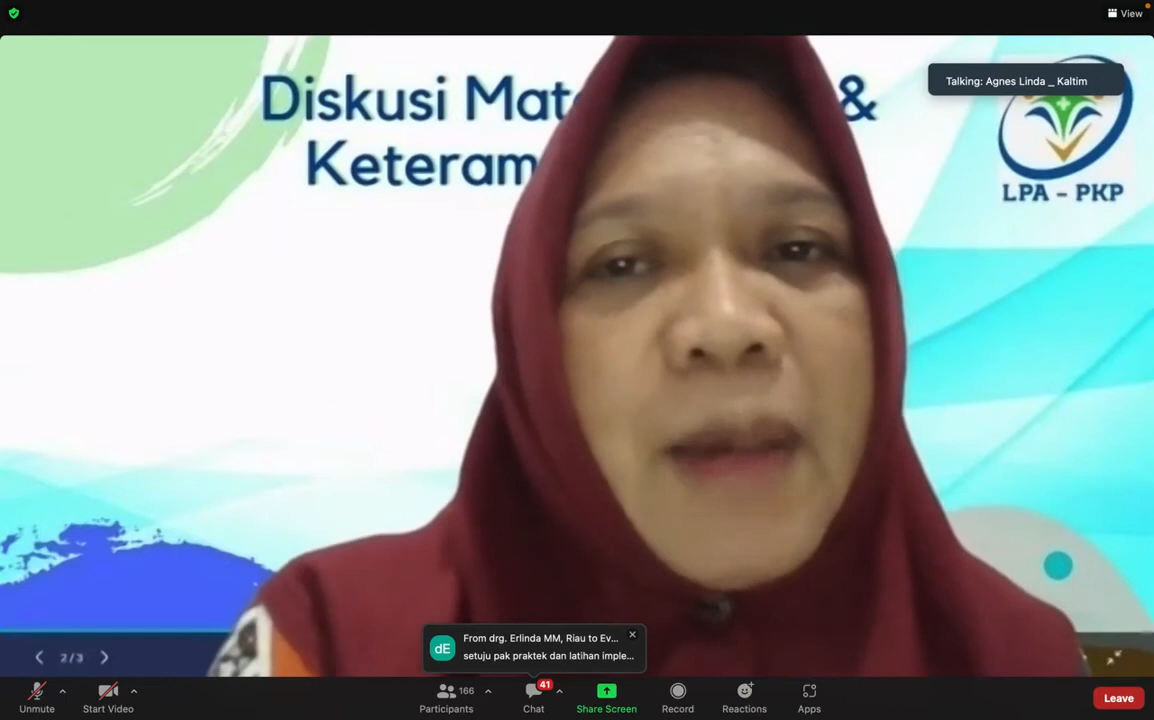 View
Talking: Agnes Linda _ Kaltim
Diskusi Mat
&
Keteram
LPA - PKP
2/3
dE
From drg. Erlinda MM, Riau to Ev...
setuju pak praktek dan latihan imple...
Unmute
Start Video
166
Participants
41
Chat
Share Screen
Record
Reactions
Apps
Leave